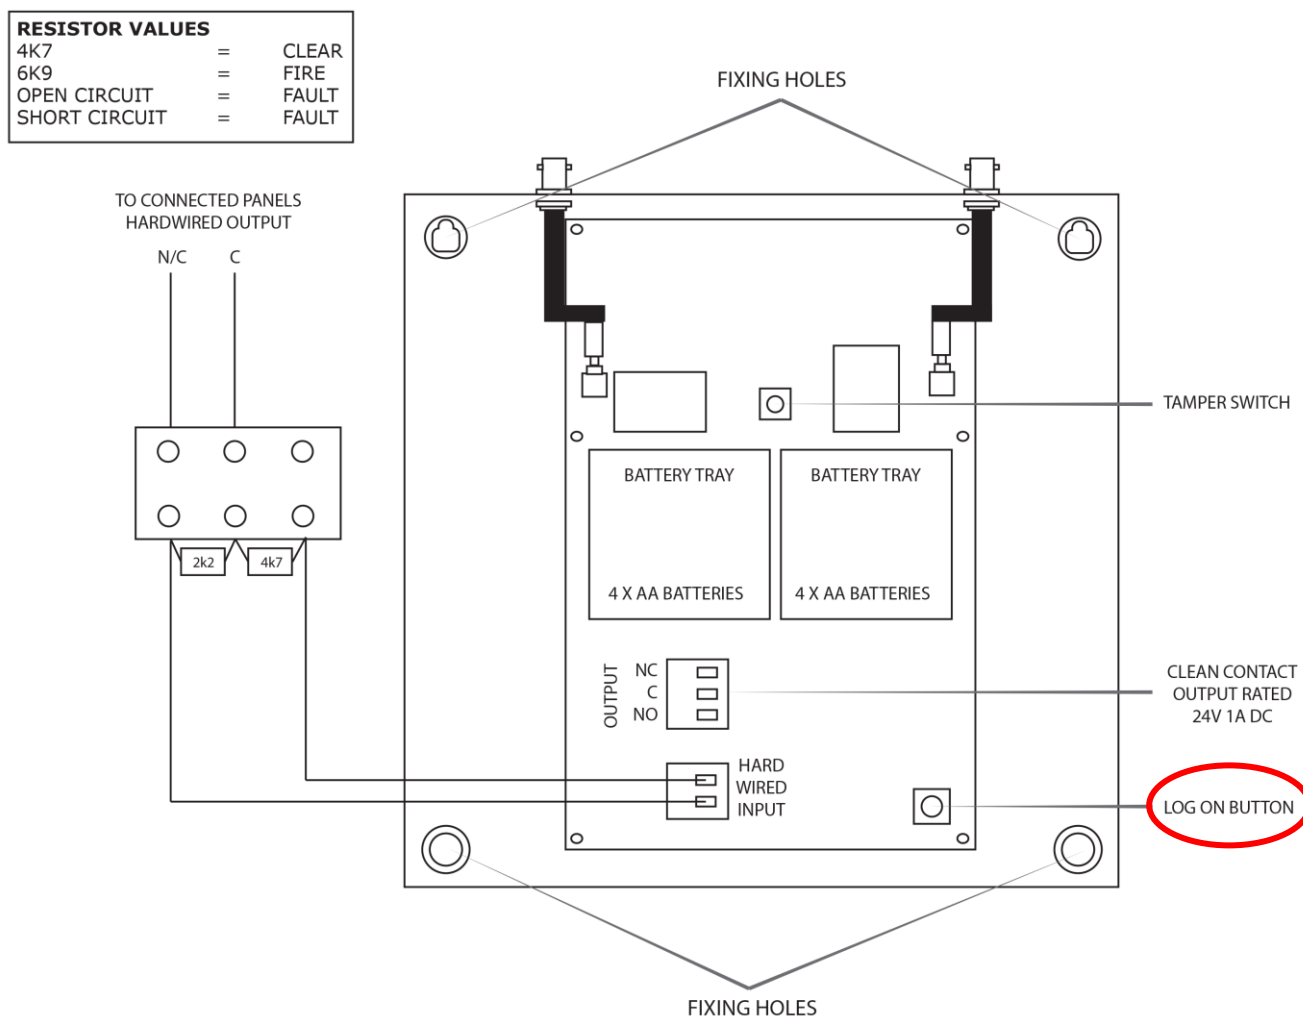 RESISTOR VALUES
4K7 = CLEAR
6K9 = FIRE
OPEN CIRCUIT = FAULT
SHORT CIRCUIT = FAULT
FIXING HOLES
TO CONNECTED PANELS
HARDWIRED OUTPUT
N/C C
TAMPER SWITCH
BATTERY TRAY
4 X AA BATTERIES
BATTERY TRAY
4 X AA BATTERIES
2k2 4k7
OUTPUT
NC
C
NO
CLEAN CONTACT
OUTPUT RATED
24V 1A DC
HARD
WIRED
INPUT
LOG ON BUTTON
FIXING HOLES